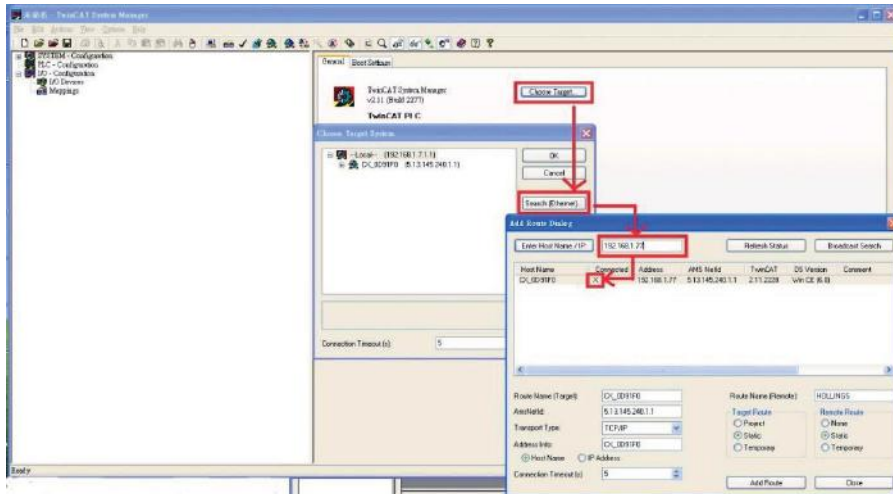 TwinCAT System Manager
File Edit Actions View Options Help
SYSTEM - Configuration
PLC - Configuration
I/O - Configuration
I/O Devices
Mappings
General Boot Settings
TwinCAT System Manager
v2.11 (Build 2277)
TwinCAT PLC
Choose Target...
Choose Target System
--Local-- (192.168.1.7.1.1)
CX_0D91F0 (5.13.145.240.1.1)
OK
Cancel
Search (Ethernet)...
Connection Timeout (s): 5
Add Route Dialog
Enter Host Name / IP: 192.168.1.77 Refresh Status Broadcast Search
Host Name Connected Address AMS NetId TwinCAT OS Version Comment
CX_0D91F0 X 192.168.1.77 5.13.145.240.1.1 2.11.2228 Win CE (6.0)
Route Name (Target): CX_0D91F0 Route Name (Remote): HOLLINGS
AmsNetId: 5.13.145.240.1.1 Target Route Remote Route
Transport Type: TCP/IP Project None
Address Info: CX_0D91F0 Static Static
Host Name IP Address Temporary Temporary
Connection Timeout (s): 5
Add Route Close
Ready